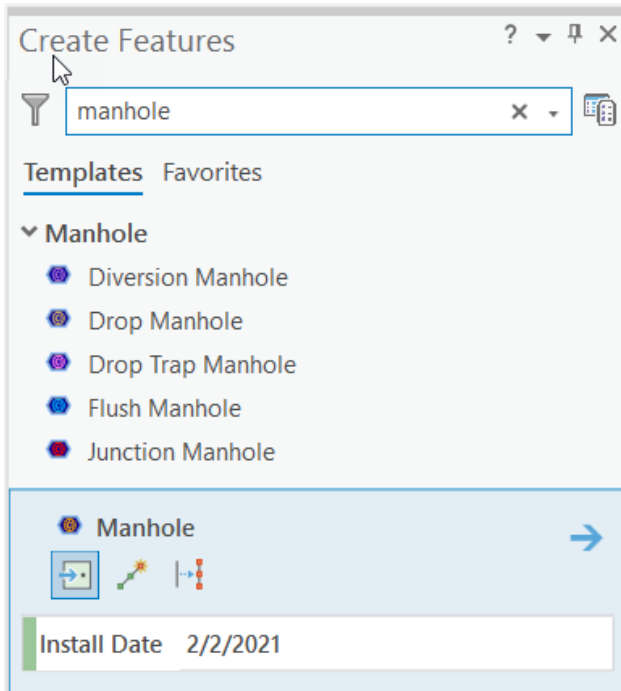 Create Features ?
manhole
Templates Favorites
Manhole
Diversion Manhole
Drop Manhole
Drop Trap Manhole
Flush Manhole
Junction Manhole
Manhole
Install Date 2/2/2021